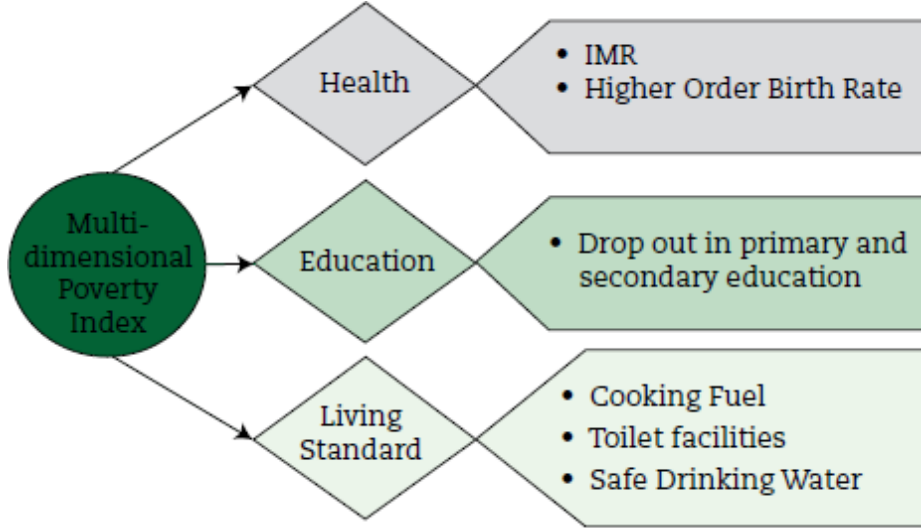 Health
• IMR
• Higher Order Birth Rate
Multi-
dimensional
Poverty
Index
Education
• Drop out in primary and
secondary education
Living
Standard
• Cooking Fuel
• Toilet facilities
• Safe Drinking Water